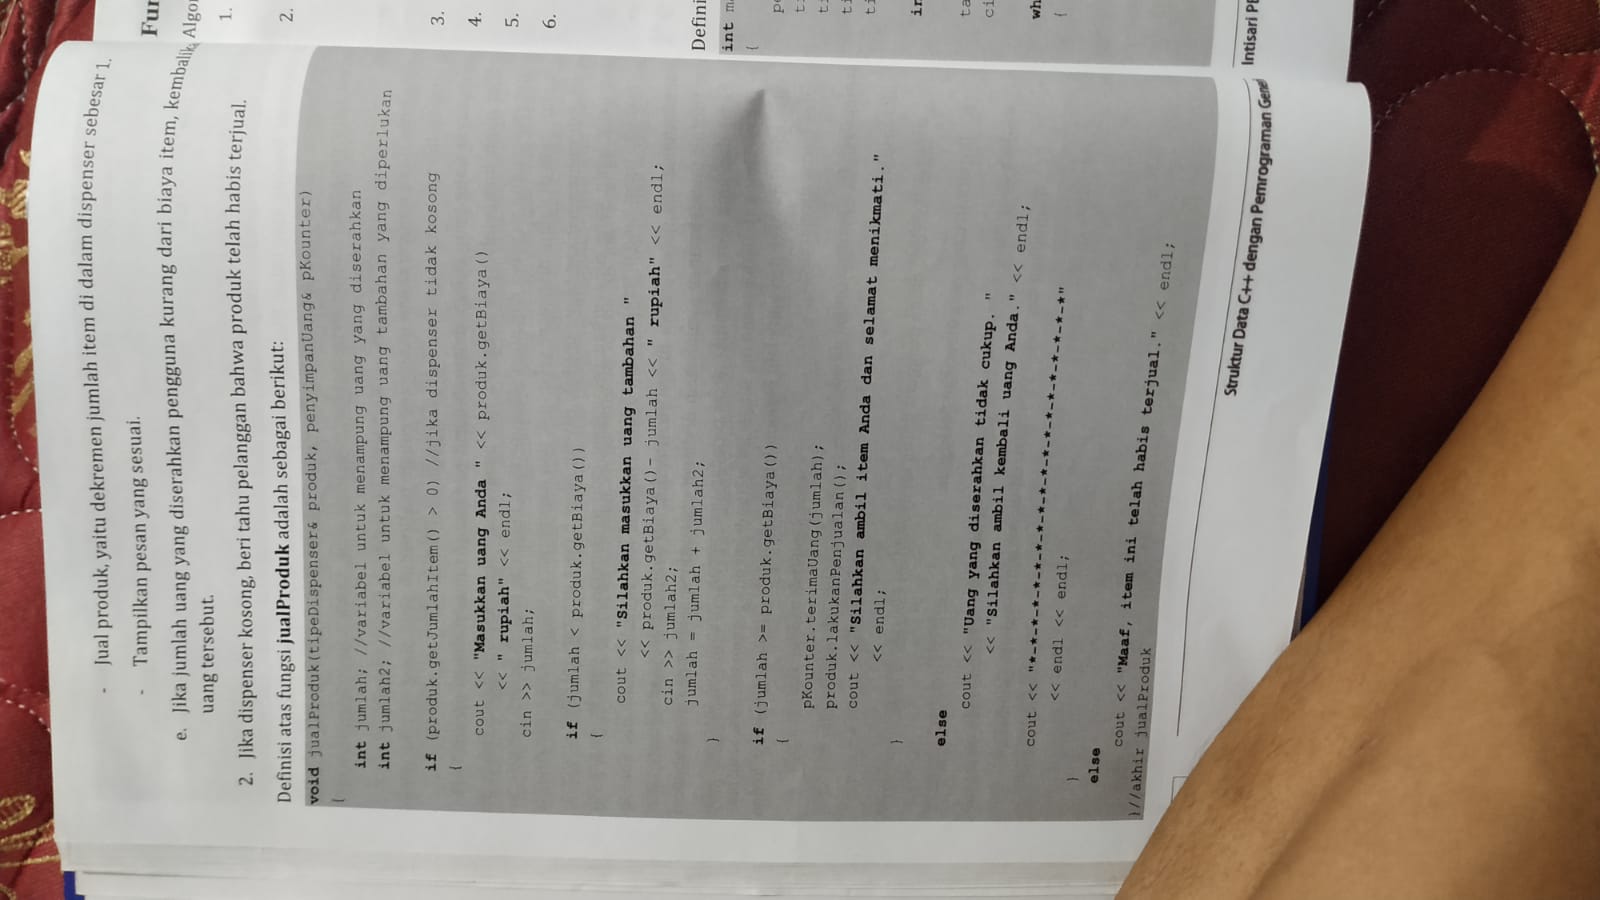 - Jual produk, yaitu dekremen jumlah item di dalam dispenser sebesar 1.
- Tampilkan pesan yang sesuai.
e. Jika jumlah uang yang diserahkan pengguna kurang dari biaya item, kembalik
uang tersebut.
2. Jika dispenser kosong, beri tahu pelanggan bahwa produk telah habis terjual.
Definisi atas fungsi jualProduk adalah sebagai berikut:
void jualProduk(tipeDispenser& produk, penyimpanUang& pKounter)
{
int jumlah; //variabel untuk menampung uang yang diserahkan
int jumlah2; //variabel untuk menampung uang tambahan yang diperlukan
if (produk.getJumlahItem() > 0) //jika dispenser tidak kosong
{
cout << "Masukkan uang Anda " << produk.getBiaya()
<< " rupiah" << endl;
cin >> jumlah;
if (jumlah < produk.getBiaya())
{
cout << "Silahkan masukkan uang tambahan "
<< produk.getBiaya()- jumlah << " rupiah" << endl;
cin >> jumlah2;
jumlah = jumlah + jumlah2;
}
if (jumlah >= produk.getBiaya())
{
pKounter.terimaUang(jumlah);
produk.lakukanPenjualan();
cout << "Silahkan ambil item Anda dan selamat menikmati."
<< endl;
}
else
cout << "Uang yang diserahkan tidak cukup. "
<< "Silahkan ambil kembali uang Anda." << endl;
cout << "*-*-*-*-*-*-*-*-*-*-*-*-*-*-*-*-*-*-*-*"
<< endl << endl;
}
else
cout << "Maaf, item ini telah habis terjual." << endl;
}//akhir jualProduk
Struktur Data C++ dengan Pemrograman Gene
Fun
Algo
1.
2.
3.
4.
5.
6.
Defini
int m
{
p
t
t
ti
ti
in
ta
ci
wh
{
Intisari PE